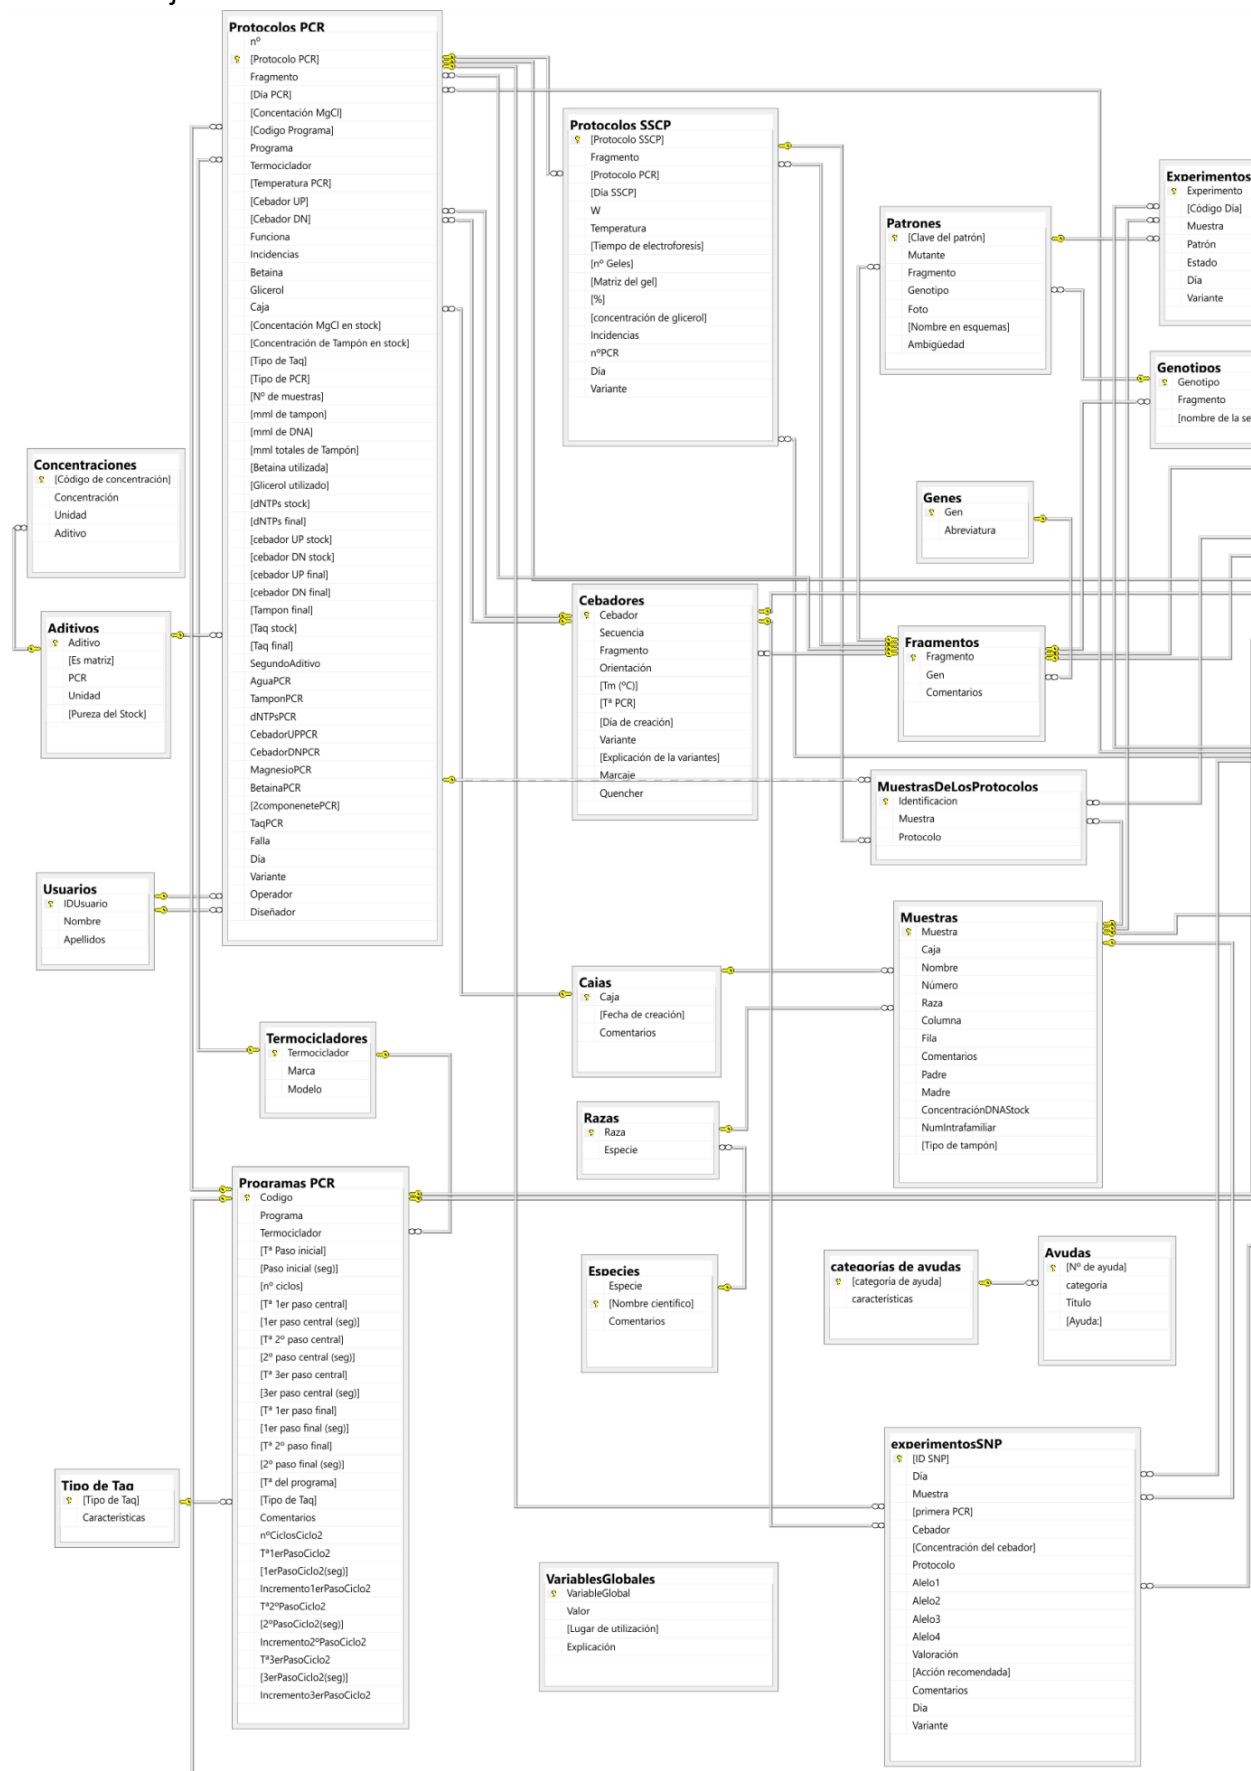 Protocolos PCR
nº
[Protocolo PCR]
Fragmento
[Día PCR]
[Concentación MgCl]
[Codigo Programa]
Programa
Termociclador
[Temperatura PCR]
[Cebador UP]
[Cebador DN]
Funciona
Incidencias
Betaina
Glicerol
Caja
[Concentación MgCl en stock]
[Concentración de Tampón en stock]
[Tipo de Taq]
[Tipo de PCR]
[Nº de muestras]
[mml de tampon]
[mml de DNA]
[mml totales de Tampón]
[Betaina utilizada]
[Glicerol utilizado]
[dNTPs stock]
[dNTPs final]
[cebador UP stock]
[cebador DN stock]
[cebador UP final]
[cebador DN final]
[Tampon final]
[Taq stock]
[Taq final]
SegundoAditivo
AguaPCR
TamponPCR
dNTPsPCR
CebadorUPPCR
CebadorDNPCR
MagnesioPCR
BetainaPCR
[2componenetePCR]
TaqPCR
Falla
Día
Variante
Operador
Diseñador
Protocolos SSCP
[Protocolo SSCP]
Fragmento
[Protocolo PCR]
[Día SSCP]
W
Temperatura
[Tiempo de electroforesis]
[nº Geles]
[Matriz del gel]
[%]
[concentración de glicerol]
Incidencias
nºPCR
Día
Variante
Patrones
[Clave del patrón]
Mutante
Fragmento
Genotipo
Foto
[Nombre en esquemas]
Ambigüedad
Experimentos
Experimento
[Código Día]
Muestra
Patrón
Estado
Día
Variante
Genotipos
Genotipo
Fragmento
[nombre de la se
Concentraciones
[Código de concentración]
Concentración
Unidad
Aditivo
Genes
Gen
Abreviatura
Aditivos
Aditivo
[Es matriz]
PCR
Unidad
[Pureza del Stock]
Cebadores
Cebador
Secuencia
Fragmento
Orientación
[Tm (ºC)]
[Tª PCR]
[Día de creación]
Variante
[Explicación de la variantes]
Marcaje
Quencher
Fragmentos
Fragmento
Gen
Comentarios
MuestrasDeLosProtocolos
Identificacion
Muestra
Protocolo
Usuarios
IDUsuario
Nombre
Apellidos
Muestras
Muestra
Caja
Nombre
Número
Raza
Columna
Fila
Comentarios
Padre
Madre
ConcentraciónDNAStock
NumIntrafamiliar
[Tipo de tampón]
Cajas
Caja
[Fecha de creación]
Comentarios
Termocicladores
Termociclador
Marca
Modelo
Razas
Raza
Especie
Programas PCR
Codigo
Programa
Termociclador
[Tª Paso inicial]
[Paso inicial (seg)]
[nº ciclos]
[Tª 1er paso central]
[1er paso central (seg)]
[Tª 2º paso central]
[2º paso central (seg)]
[Tª 3er paso central]
[3er paso central (seg)]
[Tª 1er paso final]
[1er paso final (seg)]
[Tª 2º paso final]
[2º paso final (seg)]
[Tª del programa]
[Tipo de Taq]
Comentarios
nºCiclosCiclo2
Tª1erPasoCiclo2
[1erPasoCiclo2(seg)]
Incremento1erPasoCiclo2
Tª2ºPasoCiclo2
[2ºPasoCiclo2(seg)]
Incremento2ºPasoCiclo2
Tª3erPasoCiclo2
[3erPasoCiclo2(seg)]
Incremento3erPasoCiclo2
Especies
Especie
[Nombre científico]
Comentarios
categorías de ayudas
[categoría de ayuda]
características
Ayudas
[Nº de ayuda]
categoria
Título
[Ayuda:]
Tipo de Taq
[Tipo de Taq]
Características
VariablesGlobales
VariableGlobal
Valor
[Lugar de utilización]
Explicación
experimentosSNP
[ID SNP]
Día
Muestra
[primera PCR]
Cebador
[Concentración del cebador]
Protocolo
Alelo1
Alelo2
Alelo3
Alelo4
Valoración
[Acción recomendada]
Comentarios
Dia
Variante